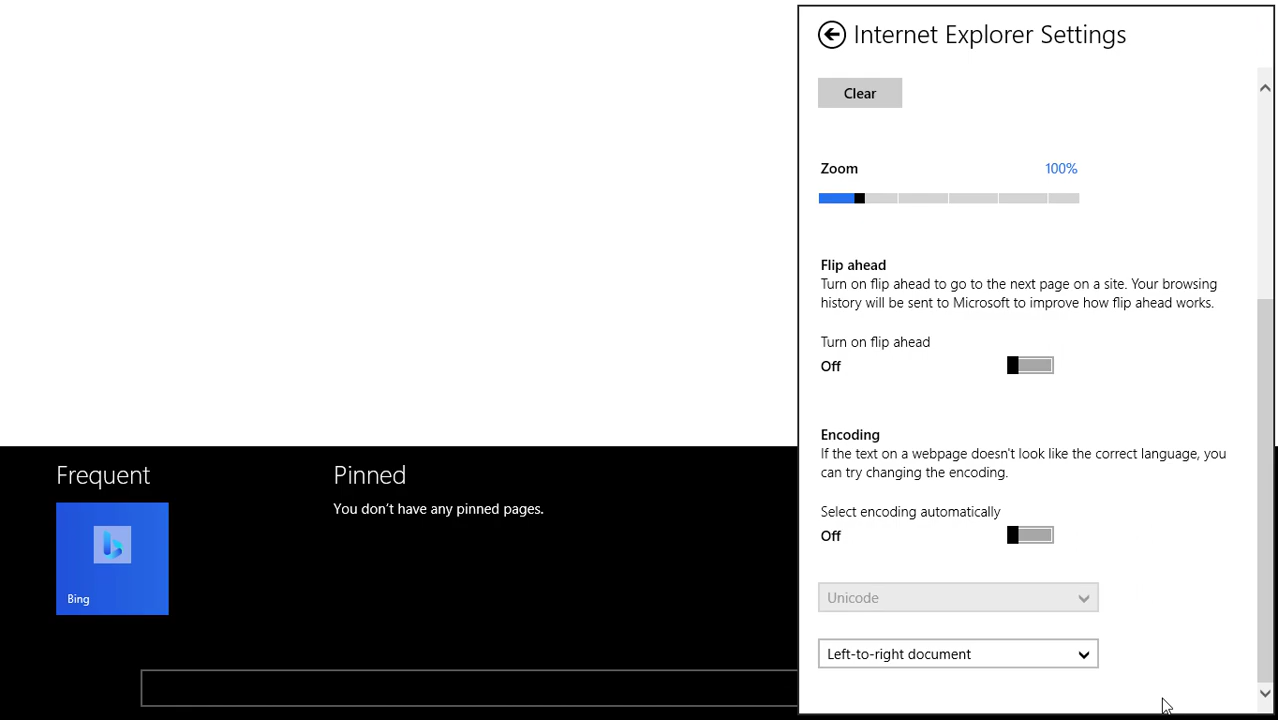 Internet Explorer Settings
Clear
Zoom 100%
Flip ahead
Turn on flip ahead to go to the next page on a site. Your browsing
history will be sent to Microsoft to improve how flip ahead works.
Turn on flip ahead
Off
Encoding
If the text on a webpage doesn't look like the correct language, you
can try changing the encoding.
Select encoding automatically
Off
Unicode
Left-to-right document
Frequent
Bing
Pinned
You don’t have any pinned pages.